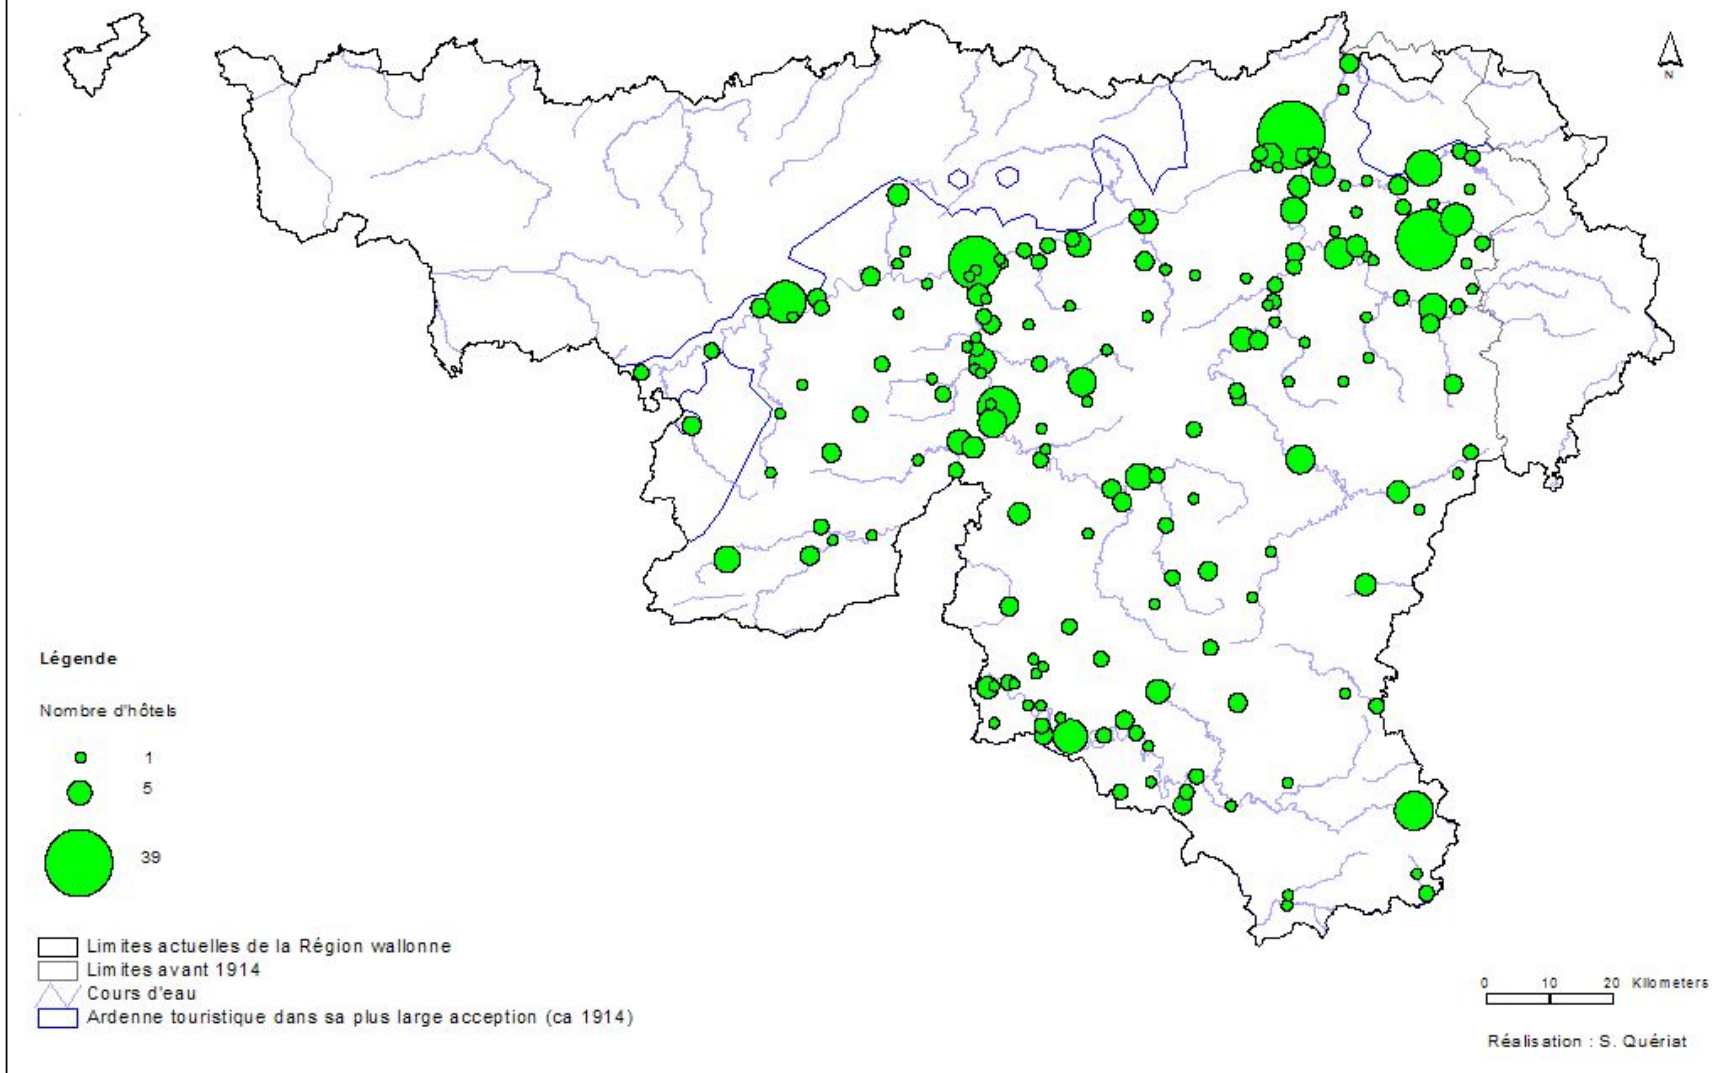 N
Légende
Nombre d'hôtels
1
5
39
Limites actuelles de la Région wallonne
Limites avant 1914
Cours d'eau
Ardenne touristique dans sa plus large acception (ca 1914)
0 10 20 Kilometers
Réalisation : S. Quériat